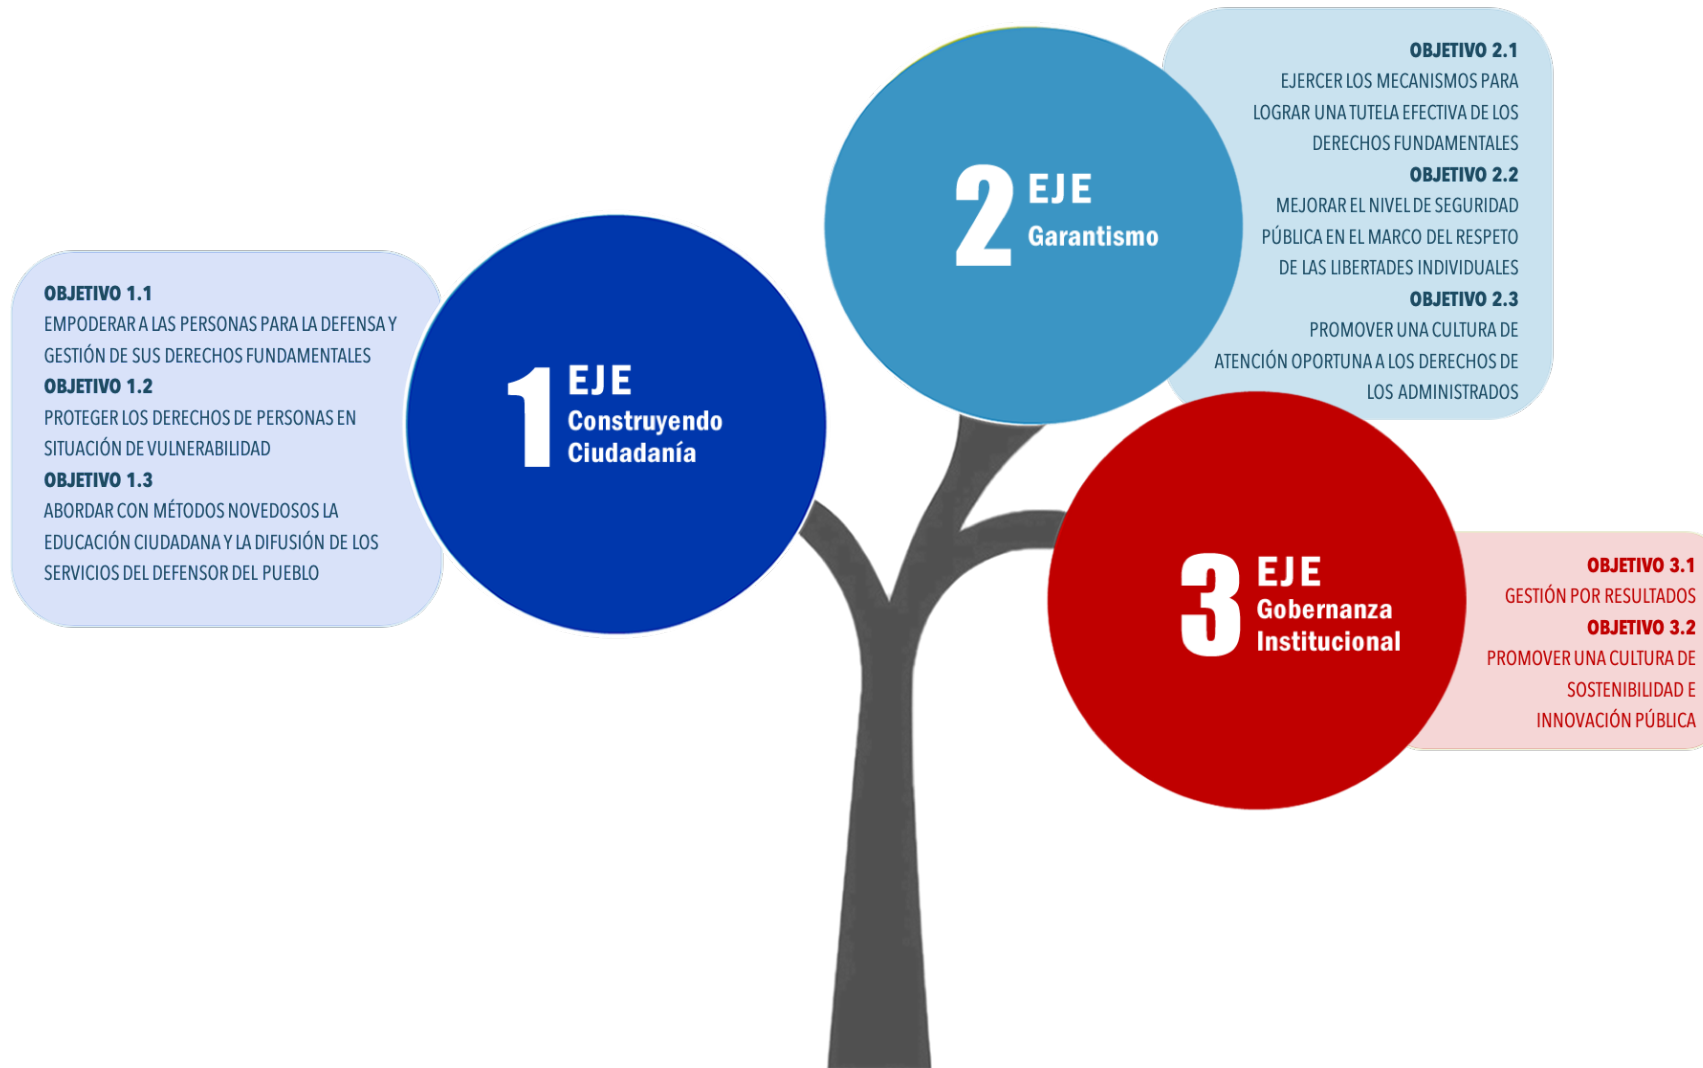 OBJETIVO 1.1
EMPODERAR A LAS PERSONAS PARA LA DEFENSA Y
GESTIÓN DE SUS DERECHOS FUNDAMENTALES
OBJETIVO 1.2
PROTEGER LOS DERECHOS DE PERSONAS EN
SITUACIÓN DE VULNERABILIDAD
OBJETIVO 1.3
ABORDAR CON MÉTODOS NOVEDOSOS LA
EDUCACIÓN CIUDADANA Y LA DIFUSIÓN DE LOS
SERVICIOS DEL DEFENSOR DEL PUEBLO
1 EJE
Construyendo
Ciudadanía
2 EJE
Garantismo
OBJETIVO 2.1
EJERCER LOS MECANISMOS PARA
LOGRAR UNA TUTELA EFECTIVA DE LOS
DERECHOS FUNDAMENTALES
OBJETIVO 2.2
MEJORAR EL NIVEL DE SEGURIDAD
PÚBLICA EN EL MARCO DEL RESPETO
DE LAS LIBERTADES INDIVIDUALES
OBJETIVO 2.3
PROMOVER UNA CULTURA DE
ATENCIÓN OPORTUNA A LOS DERECHOS DE
LOS ADMINISTRADOS
3 EJE
Gobernanza
Institucional
OBJETIVO 3.1
GESTIÓN POR RESULTADOS
OBJETIVO 3.2
PROMOVER UNA CULTURA DE
SOSTENIBILIDAD E
INNOVACIÓN PÚBLICA